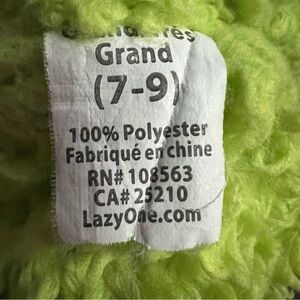 Grand
(7-9)
100% Polyester
Fabriqué en chine
RN# 108563
CA# 25210
LazyOne.com